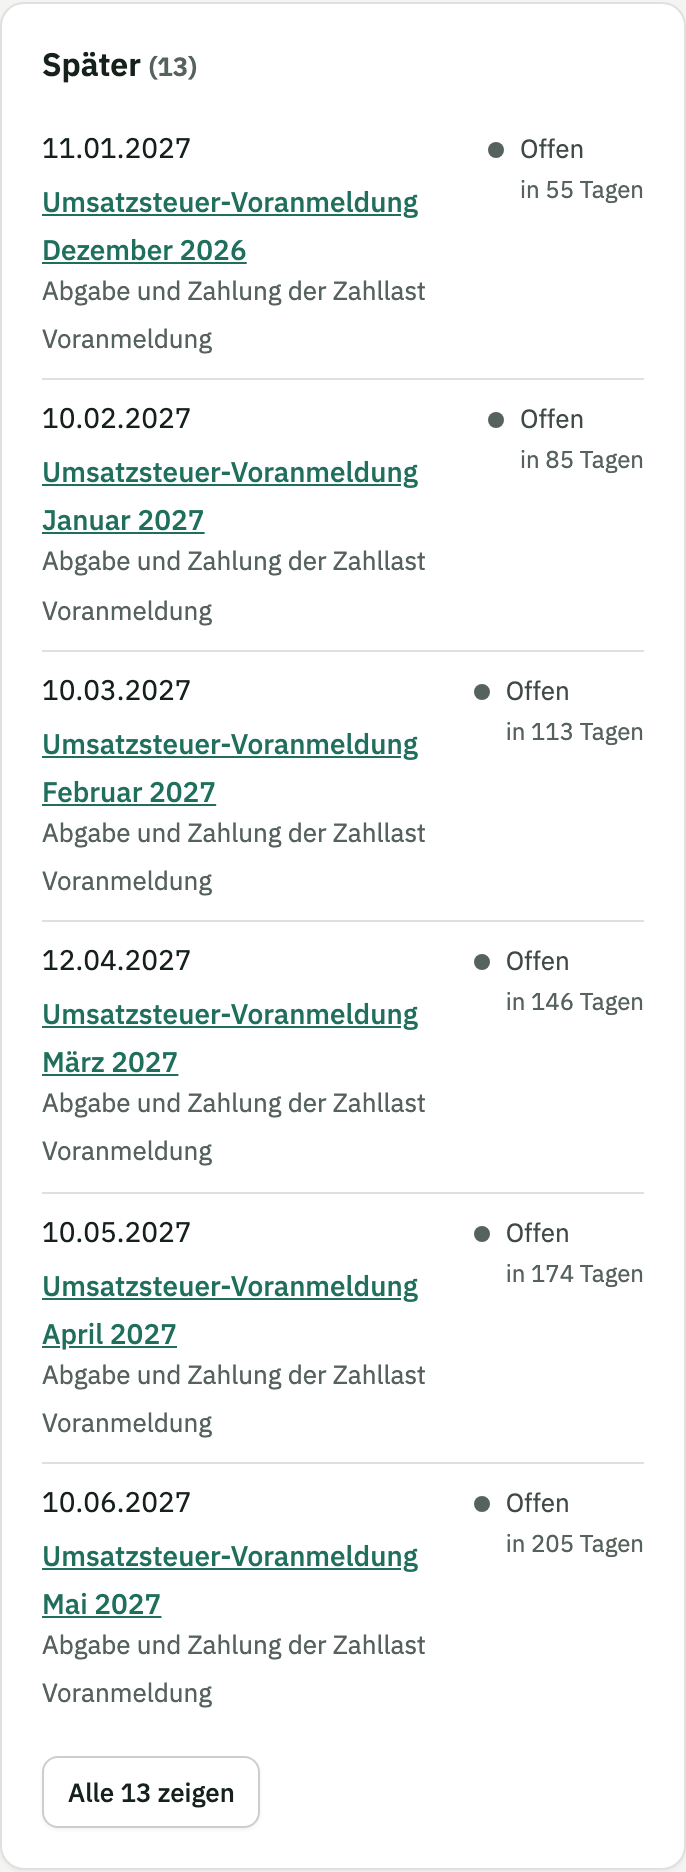 Später (13)
11.01.2027
Offen
in 55 Tagen
Umsatzsteuer-Voranmeldung
Dezember 2026
Abgabe und Zahlung der Zahllast
Voranmeldung
10.02.2027
Offen
in 85 Tagen
Umsatzsteuer-Voranmeldung
Januar 2027
Abgabe und Zahlung der Zahllast
Voranmeldung
10.03.2027
Offen
in 113 Tagen
Umsatzsteuer-Voranmeldung
Februar 2027
Abgabe und Zahlung der Zahllast
Voranmeldung
12.04.2027
Offen
in 146 Tagen
Umsatzsteuer-Voranmeldung
März 2027
Abgabe und Zahlung der Zahllast
Voranmeldung
10.05.2027
Offen
in 174 Tagen
Umsatzsteuer-Voranmeldung
April 2027
Abgabe und Zahlung der Zahllast
Voranmeldung
10.06.2027
Offen
in 205 Tagen
Umsatzsteuer-Voranmeldung
Mai 2027
Abgabe und Zahlung der Zahllast
Voranmeldung
Alle 13 zeigen